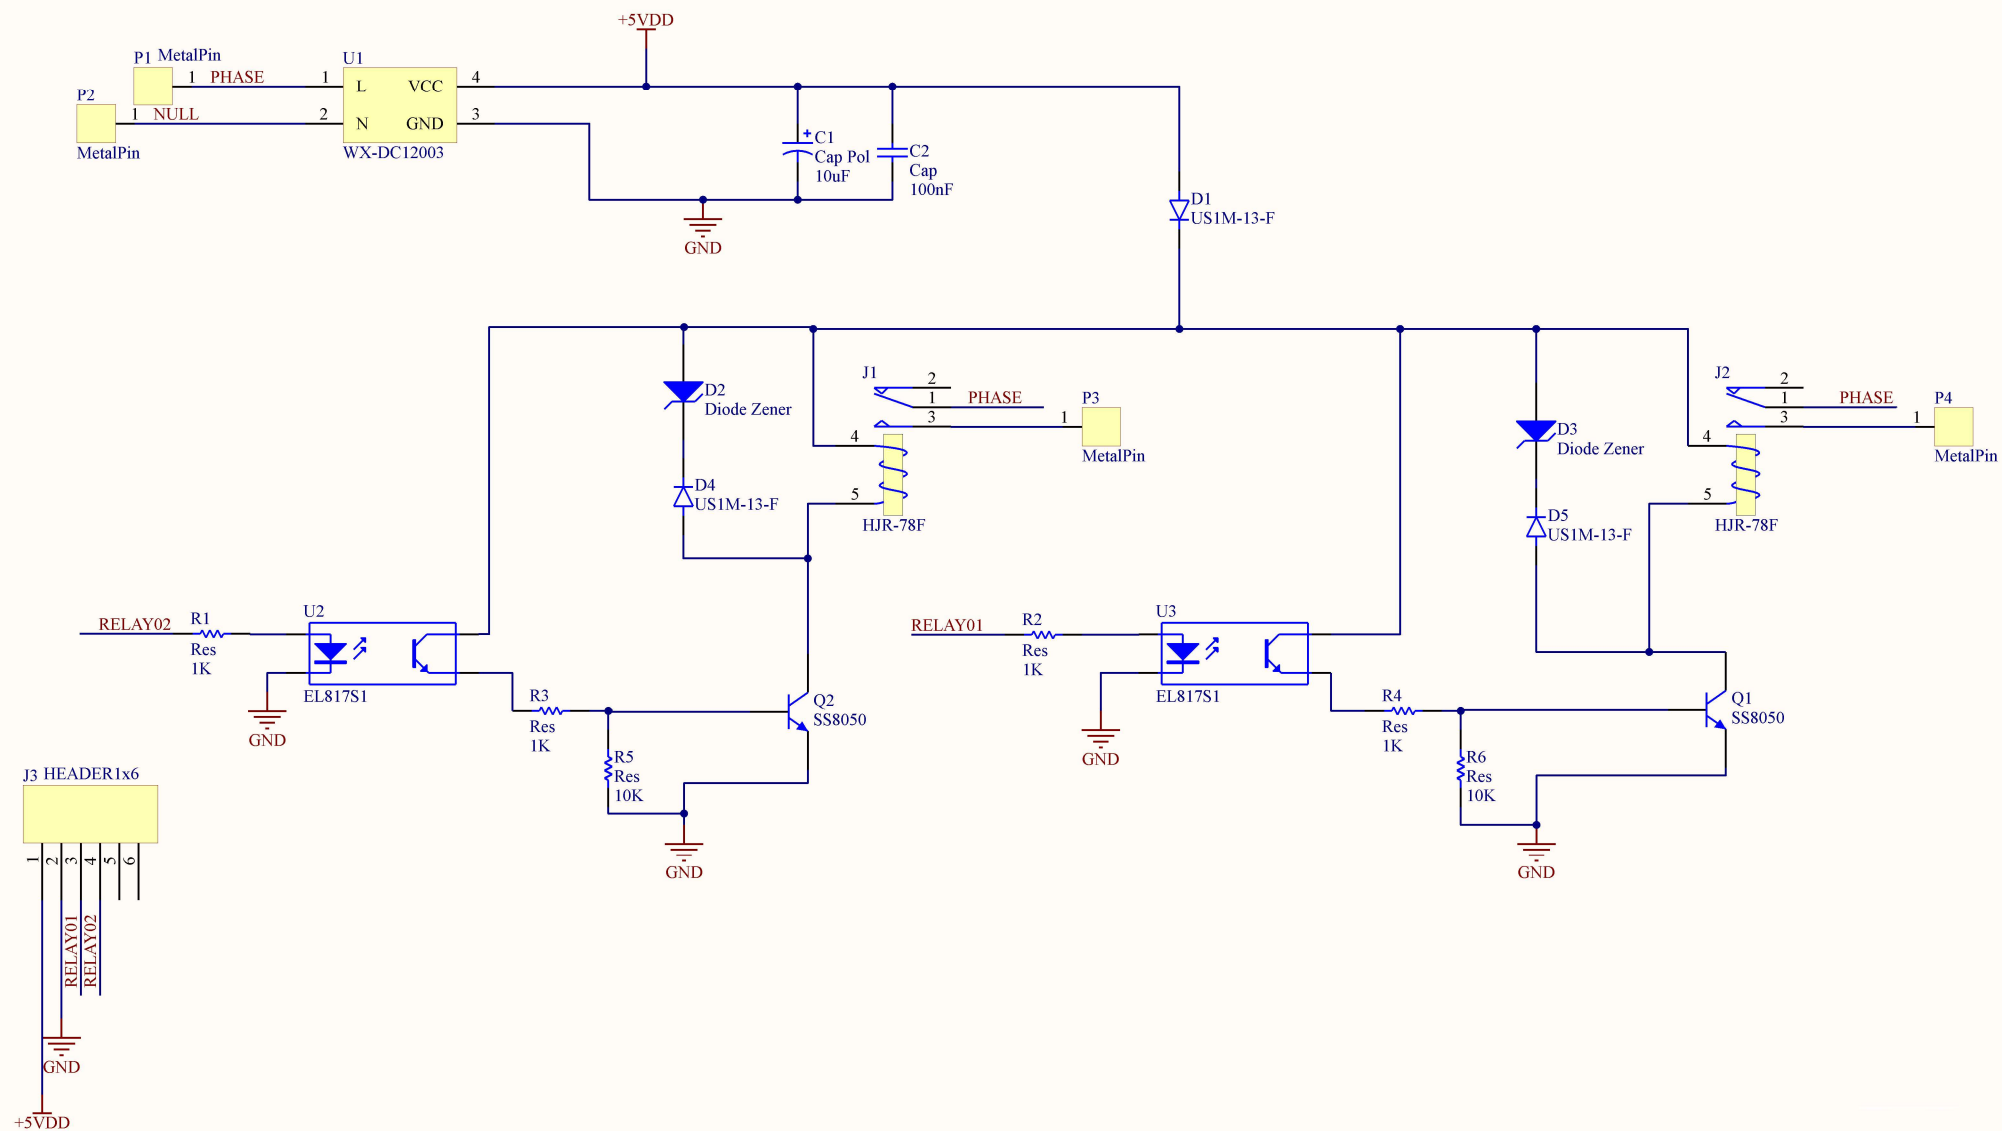 +5VDD
P1 MetalPin
1 PHASE 1
U1
L VCC
4
P2
1 NULL 2
N GND
3
MetalPin
WX-DC12003
C1
Cap Pol
10uF
C2
Cap
100nF
GND
D1
US1M-13-F
D2
Diode Zener
D4
US1M-13-F
J1
2
1 PHASE
3
4
5
HJR-78F
P3
1
MetalPin
D3
Diode Zener
D5
US1M-13-F
J2
2
1 PHASE
3
4
5
HJR-78F
P4
1
MetalPin
RELAY02
R1
Res
1K
U2
EL817S1
GND
R3
Res
1K
R5
Res
10K
Q2
SS8050
GND
RELAY01
R2
Res
1K
U3
EL817S1
GND
R4
Res
1K
R6
Res
10K
Q1
SS8050
GND
J3 HEADER1x6
1
2
3
4
5
6
RELAY01
RELAY02
GND
+5VDD